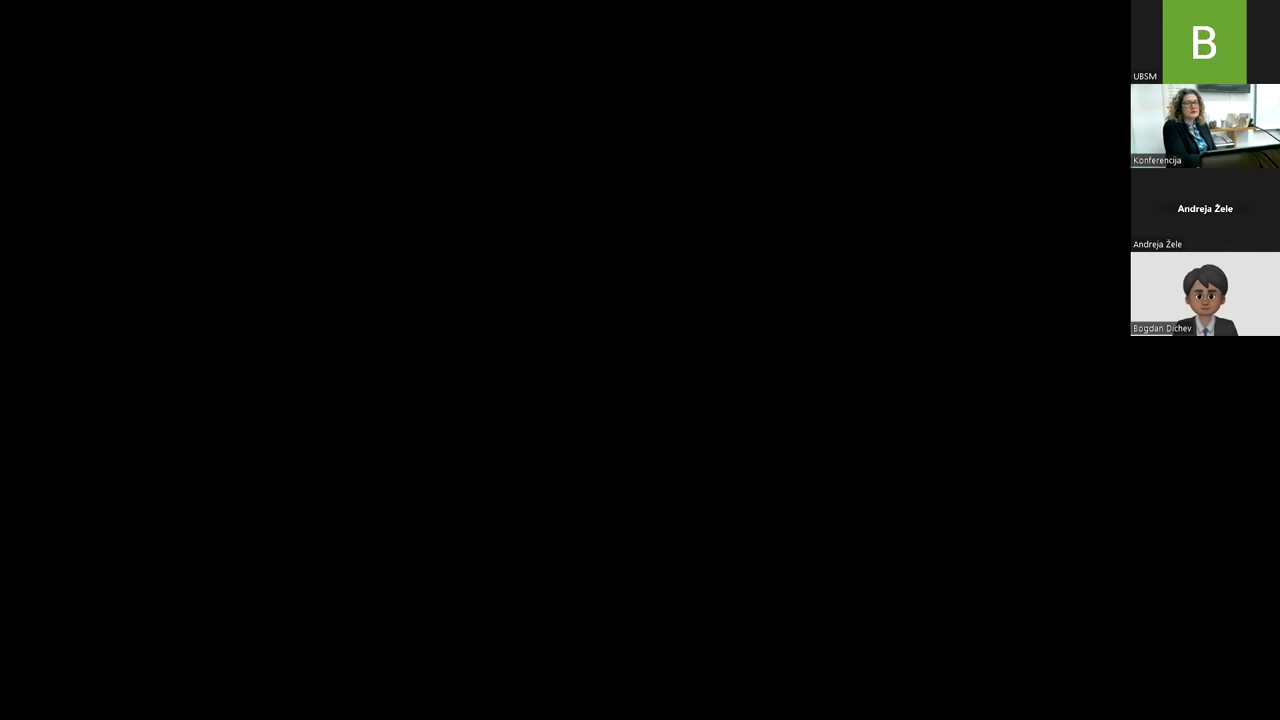 B
UBSM
Konferencija
Andreja Žele
Andreja Žele
Bogdan Dichev